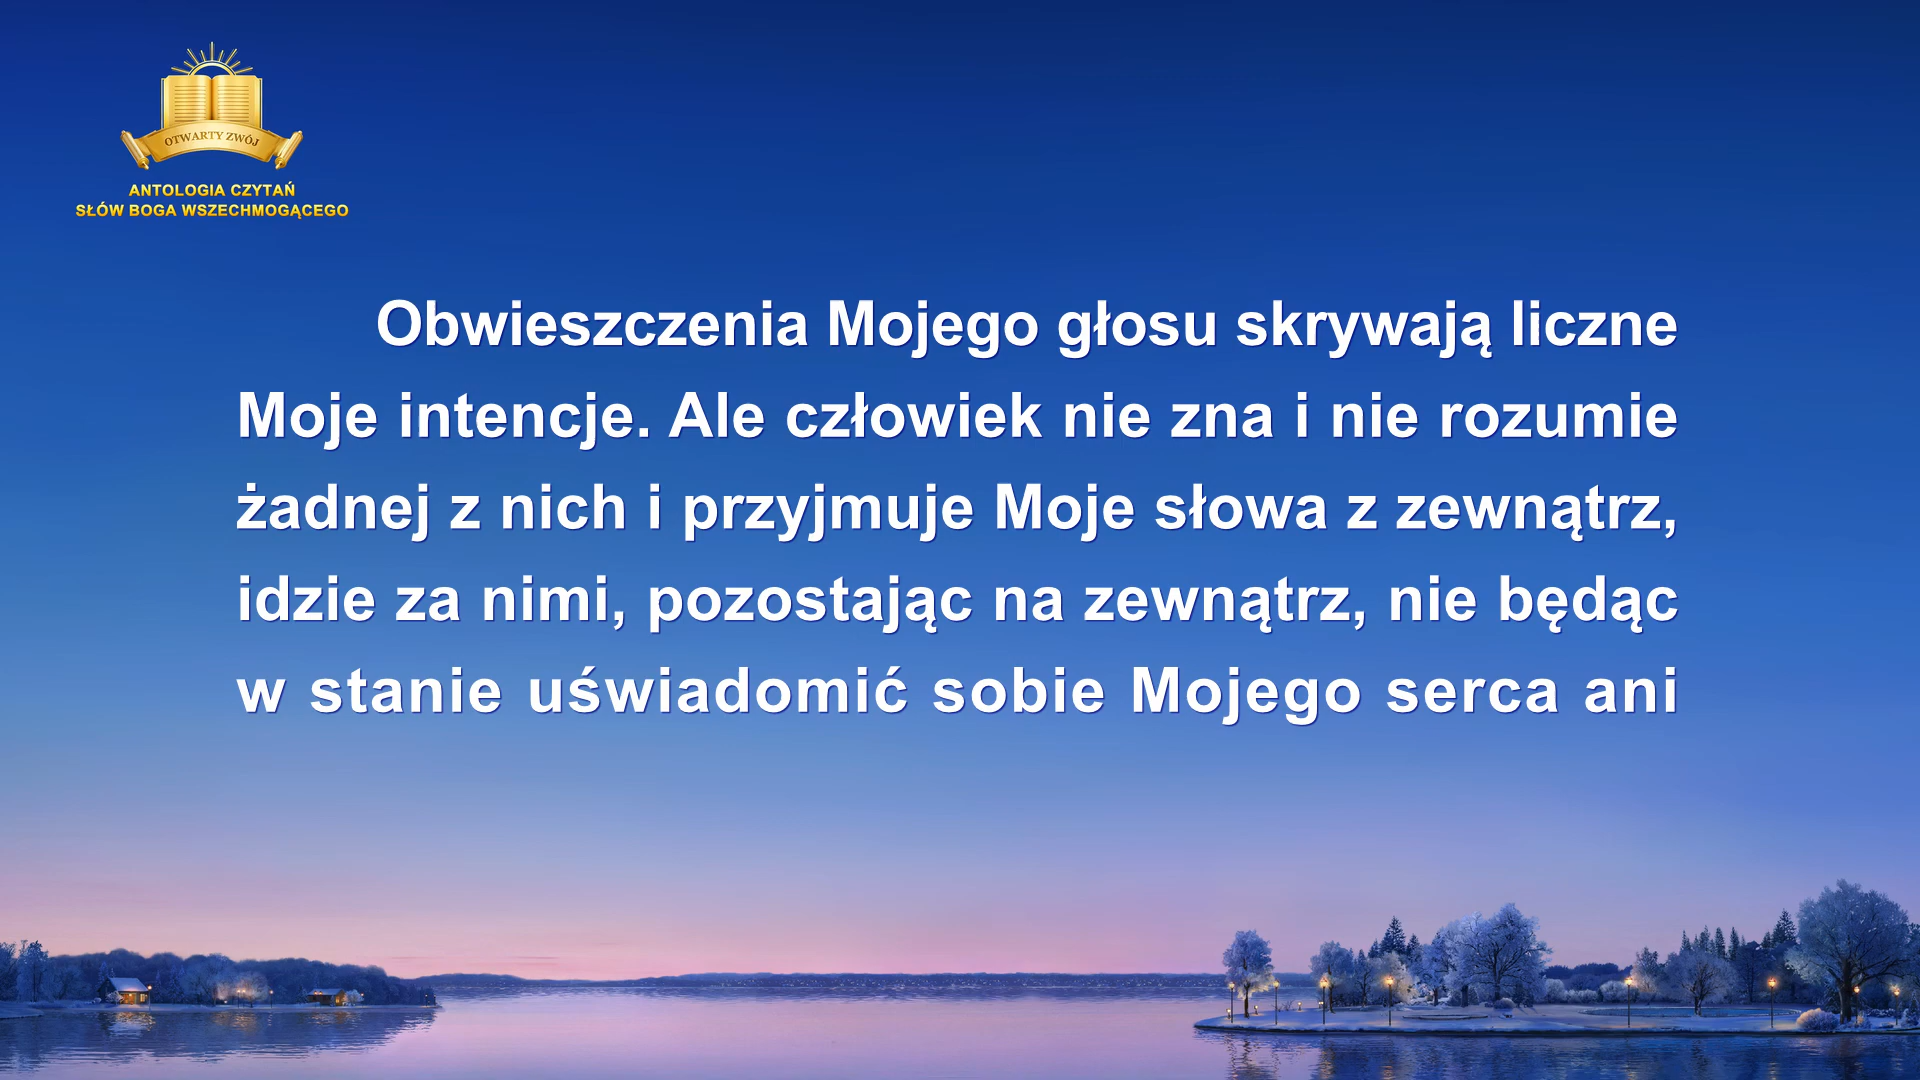 OTWARTY ZWÓJ
ANTOLOGIA CZYTAŃ
SŁÓW BOGA WSZECHMOGĄCEGO
Obwieszczenia Mojego głosu skrywają liczne
Moje intencje. Ale człowiek nie zna i nie rozumie
żadnej z nich i przyjmuje Moje słowa z zewnątrz,
idzie za nimi, pozostając na zewnątrz, nie będąc
w stanie uświadomić sobie Mojego serca ani